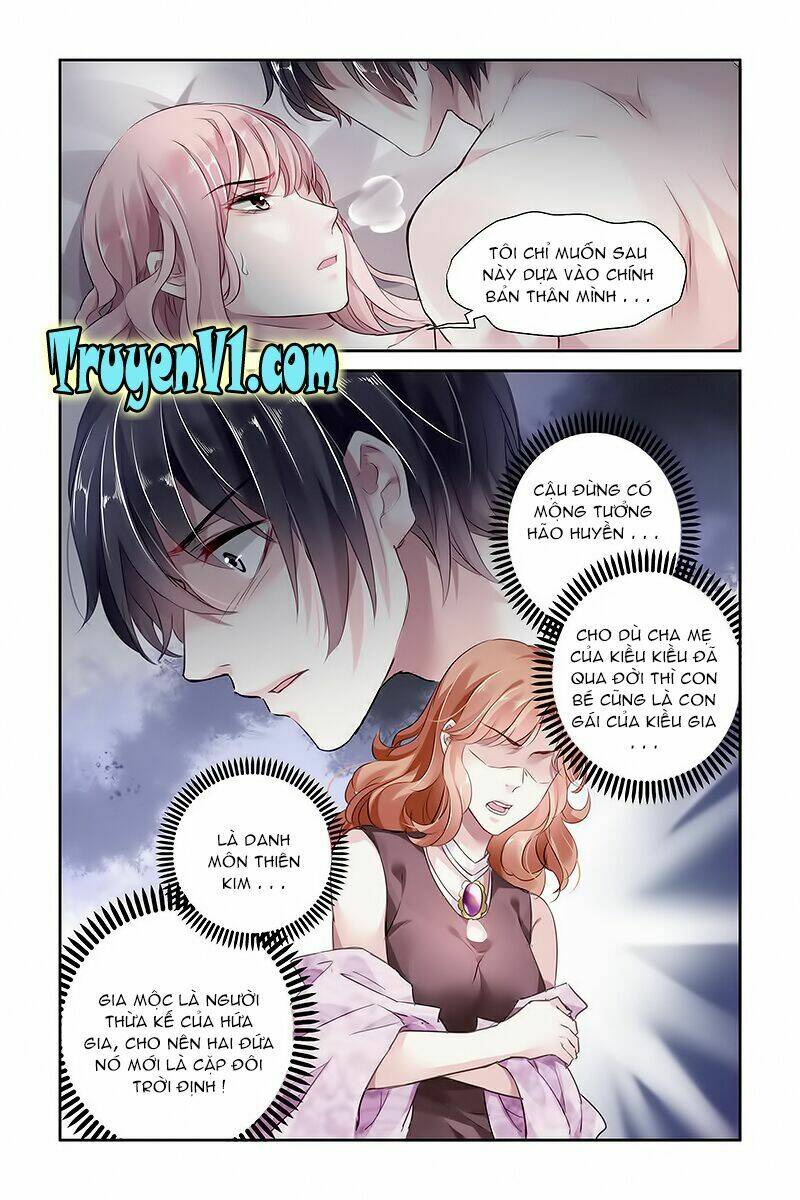 TÔI CHỈ MUỐN SAU
NÀY DỰA VÀO CHÍNH
BẢN THÂN MÌNH . . .
TruyenV1.com
CẬU ĐỪNG CÓ
MỘNG TƯỞNG
HÃO HUYỀN . . .
CHO DÙ CHA MẸ
CỦA KIỀU KIỀU ĐÃ
QUA ĐỜI THÌ CON
BÉ CŨNG LÀ CON
GÁI CỦA KIỀU GIA
. . .
LÀ DANH
MÔN THIÊN
KIM . . .
GIA MỘC LÀ NGƯỜI
THỪA KẾ CỦA HỨA
GIA, CHO NÊN HAI ĐỨA
NÓ MỚI LÀ CẶP ĐÔI
TRỜI ĐỊNH !